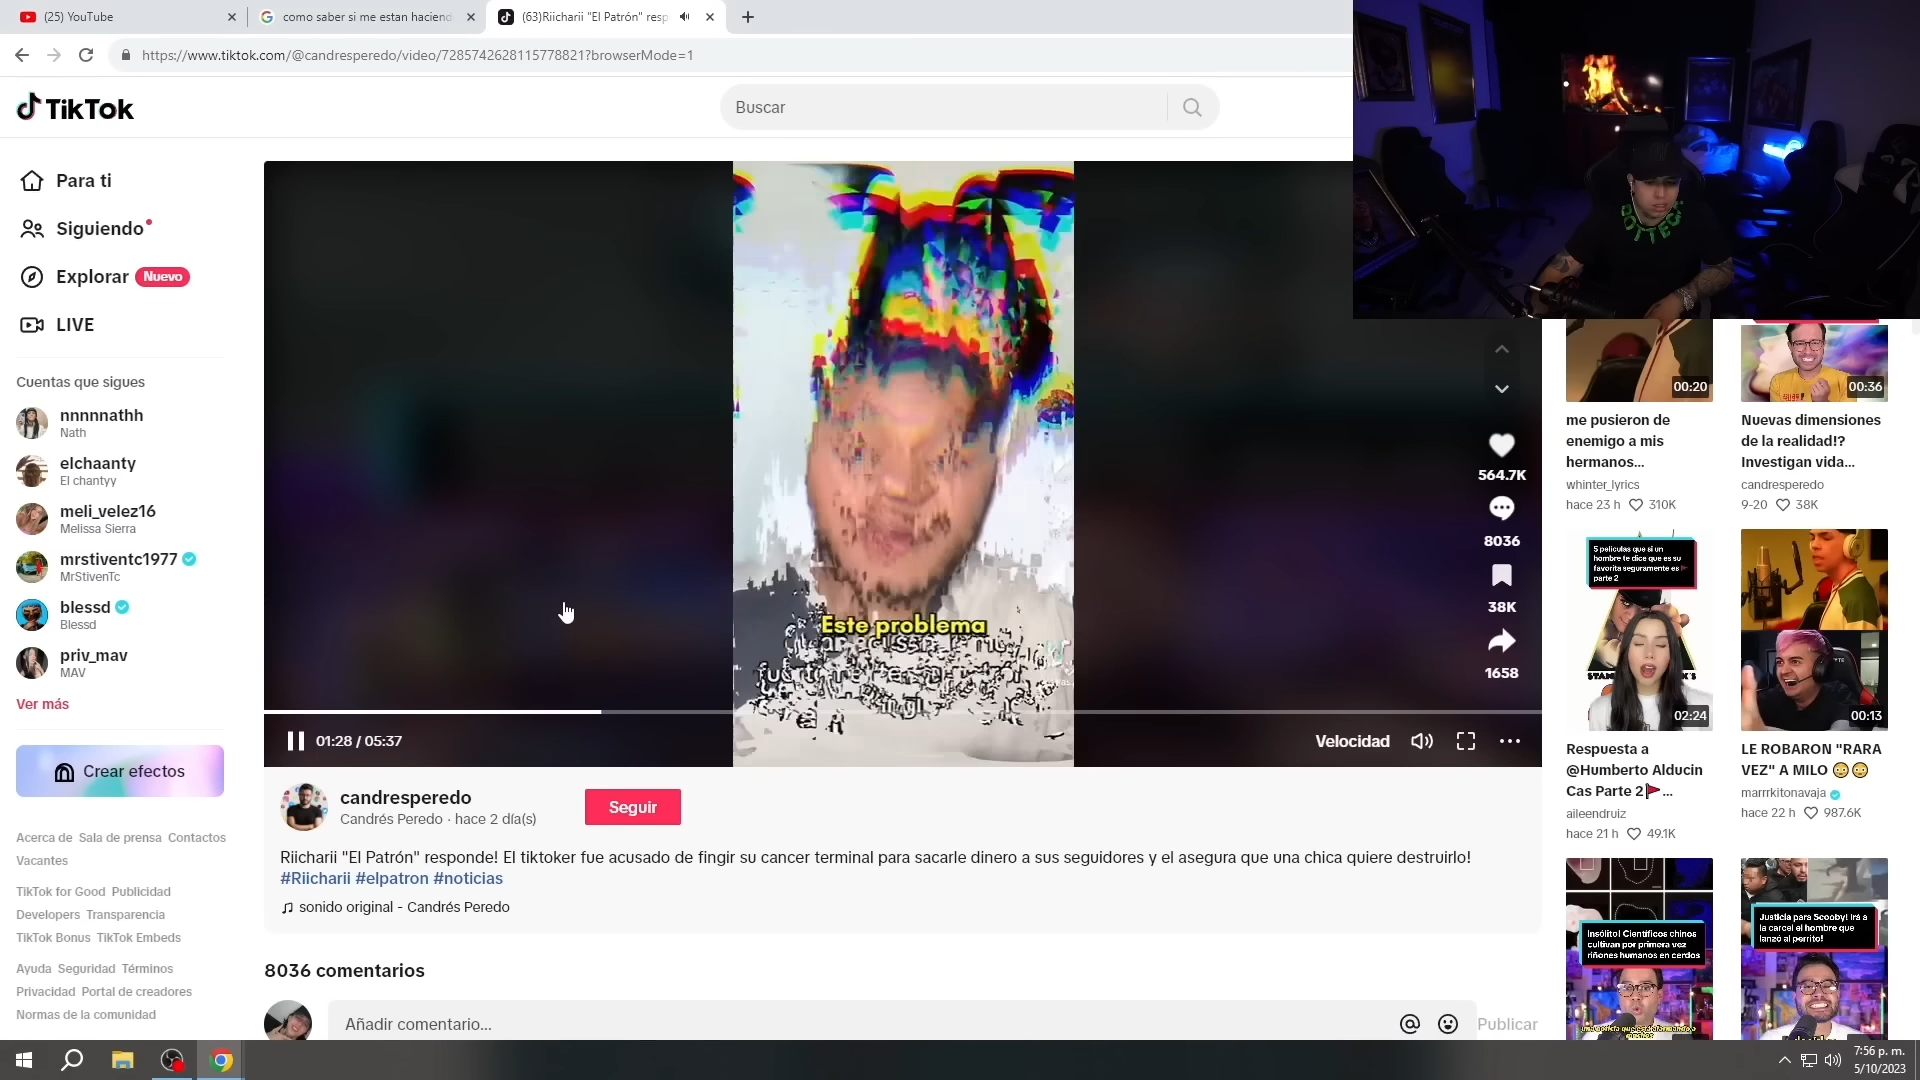 (25) YouTube
como saber si me estan haciend
(63)Riicharii "El Patrón" resp
https://www.tiktok.com/@candresperedo/video/7285742628115778821?browserMode=1
TikTok
Buscar
Para ti
Siguiendo
Explorar Nuevo
LIVE
Cuentas que sigues
nnnnnathh
Nath
elchaanty
El chantyy
meli_velez16
Melissa Sierra
mrstiventc1977
MrStivenTc
blessd
Blessd
priv_mav
MAV
Ver más
Crear efectos
Acerca de Sala de prensa Contactos
Vacantes
TikTok for Good Publicidad
Developers Transparencia
TikTok Bonus TikTok Embeds
Ayuda Seguridad Términos
Privacidad Portal de creadores
Normas de la comunidad
Este problema
564.7K
8036
38K
1658
01:28 / 05:37
Velocidad
candresperedo
Candrés Peredo · hace 2 día(s)
Seguir
Riicharii "El Patrón" responde! El tiktoker fue acusado de fingir su cancer terminal para sacarle dinero a sus seguidores y el asegura que una chica quiere destruirlo!
#Riicharii #elpatron #noticias
sonido original - Candrés Peredo
8036 comentarios
Añadir comentario...
Publicar
00:20
me pusieron de
enemigo a mis
hermanos...
whinter_lyrics
hace 23 h 310K
00:36
Nuevas dimensiones
de la realidad!?
Investigan vida...
candresperedo
9-20 38K
5 peliculas que si un
hombre te dice que es su
favorita seguramente es
parte 2
02:24
Respuesta a
@Humberto Alducin
Cas Parte 2🚩...
aileendruiz
hace 21 h 49.1K
00:13
LE ROBARON "RARA
VEZ" A MILO 😳😳
marrrkitonavaja
hace 22 h 987.6K
Insólito! Científicos chinos
cultivan por primera vez
riñones humanos en cerdos
Justicia para Scooby! Irá a
la carcel el hombre que
lanzó al perrito!
7:56 p. m.
5/10/2023